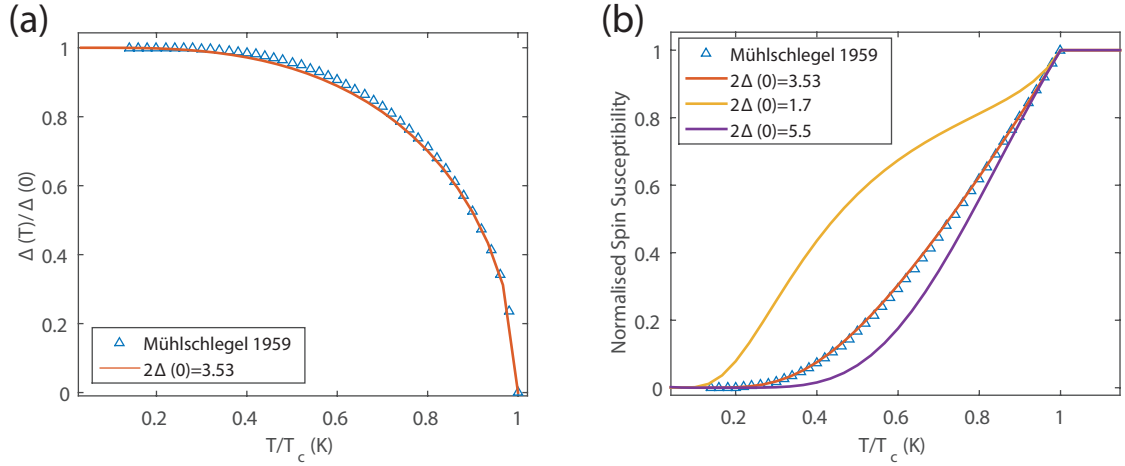 (a)
Δ (T)/ Δ (0)
1
0.8
0.6
0.4
0.2
0
Mühlschlegel 1959
2Δ (0)=3.53
0.2 0.4 0.6 0.8 1
T/T c (K)
(b)
Normalised Spin Susceptibility
1
0.8
0.6
0.4
0.2
0
Mühlschlegel 1959
2Δ (0)=3.53
2Δ (0)=1.7
2Δ (0)=5.5
0.2 0.4 0.6 0.8 1
T/T c (K)